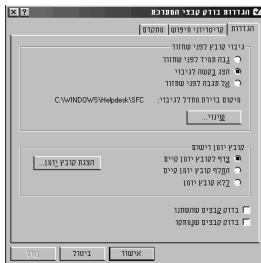 הגדרות בודק קבצי המערכת
הגדרות
קריטריוני חיפוש
מתקדם
גיבוי קובץ לפני שחזור
גבה תמיד לפני שחזור
הצג בקשה לגיבוי
אל תגבה לפני שחזור
מיקום ברירת מחדל לגיבוי: C:\WINDOWS\Helpdesk\SFC
שינוי...
קובץ יומן רישום
צרף לקובץ יומן קיים
החלף קובץ יומן קיים
ללא קובץ יומן
הצגת קובץ יומן...
בדוק קבצים שהשתנו
בדוק קבצים שנמחקו
אישור
ביטול
החל